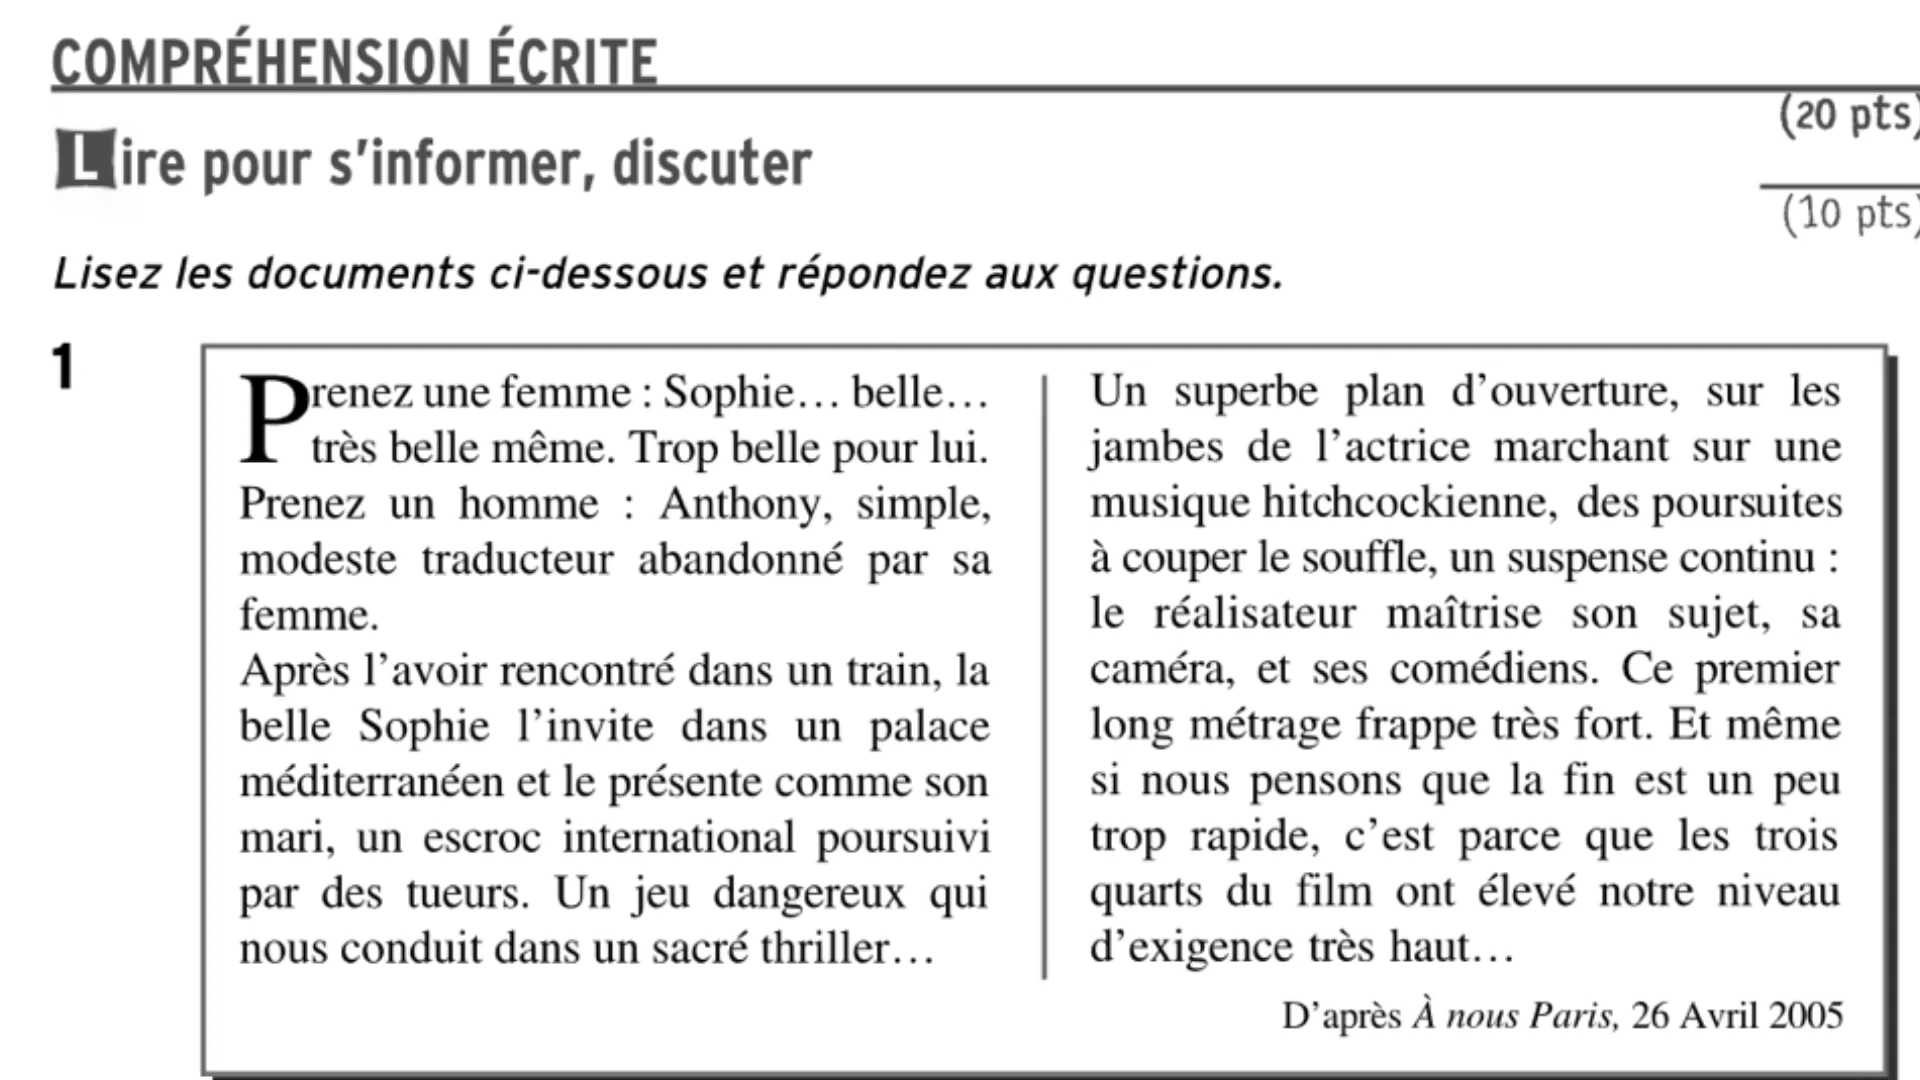 COMPRÉHENSION ÉCRITE
(20 pts)
Lire pour s'informer, discuter
(10 pts)
Lisez les documents ci-dessous et répondez aux questions.
1
Prenez une femme : Sophie… belle…
très belle même. Trop belle pour lui.
Prenez un homme : Anthony, simple,
modeste traducteur abandonné par sa
femme.
Après l'avoir rencontré dans un train, la
belle Sophie l'invite dans un palace
méditerranéen et le présente comme son
mari, un escroc international poursuivi
par des tueurs. Un jeu dangereux qui
nous conduit dans un sacré thriller…
Un superbe plan d'ouverture, sur les
jambes de l'actrice marchant sur une
musique hitchcockienne, des poursuites
à couper le souffle, un suspense continu :
le réalisateur maîtrise son sujet, sa
caméra, et ses comédiens. Ce premier
long métrage frappe très fort. Et même
si nous pensons que la fin est un peu
trop rapide, c'est parce que les trois
quarts du film ont élevé notre niveau
d'exigence très haut…
D'après À nous Paris, 26 Avril 2005